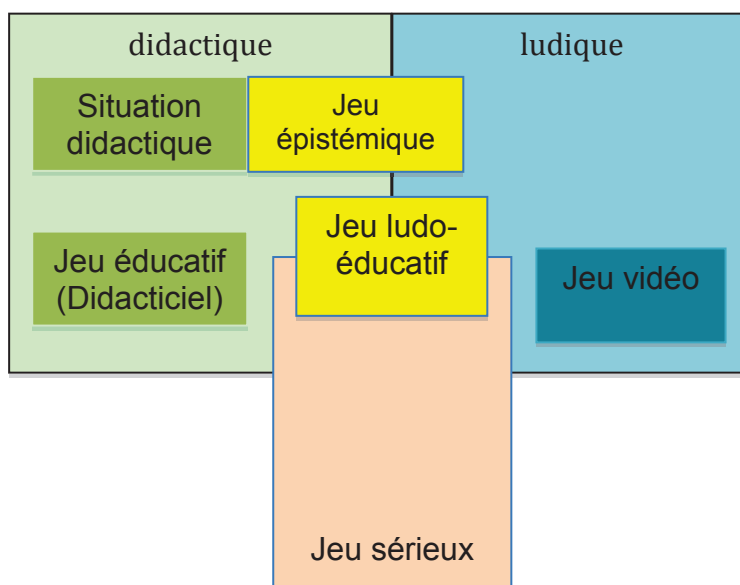 didactique
ludique
Situation
didactique
Jeu
épistémique
Jeu ludo-
éducatif
Jeu éducatif
(Didacticiel)
Jeu vidéo
Jeu sérieux